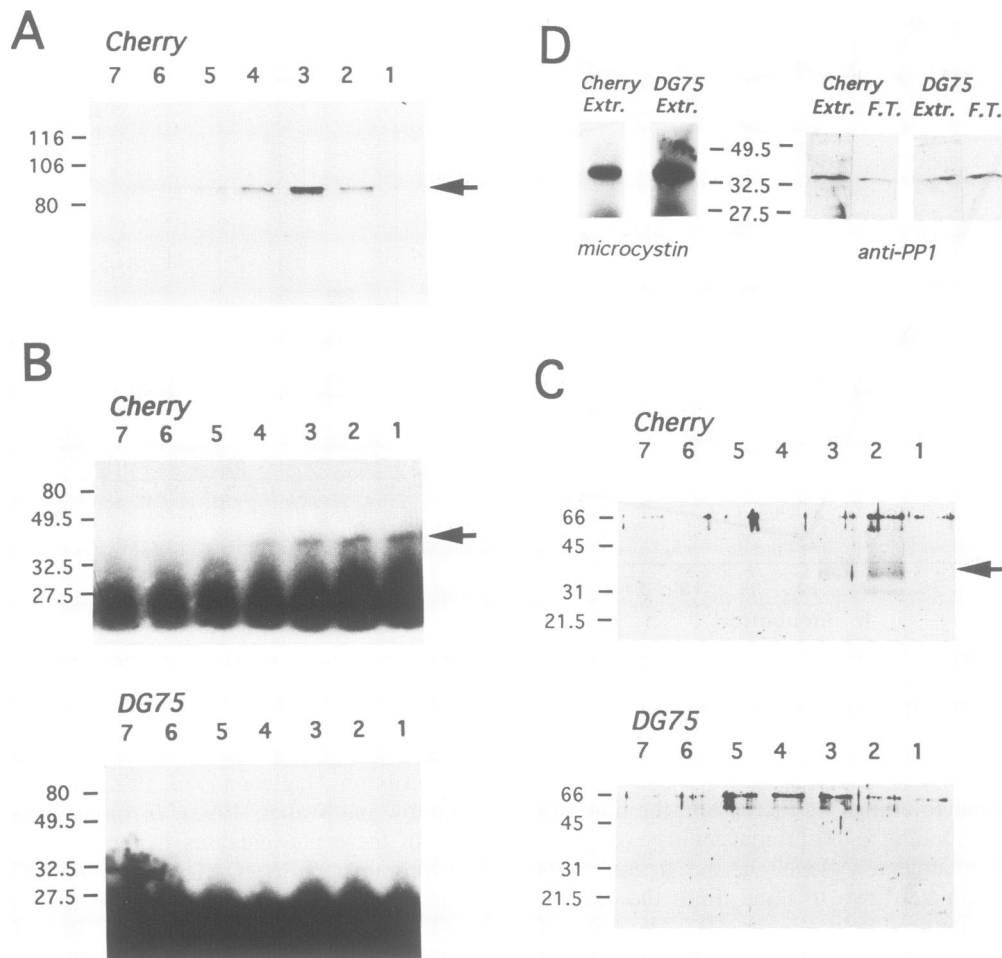 A
Cherry
7 6 5 4 3 2 1
116
106
80
D
Cherry DG75
Extr. Extr.
Cherry DG75
Extr. F.T. Extr. F.T.
49.5
32.5
27.5
microcystin
anti-PP1
B
Cherry
7 6 5 4 3 2 1
80
49.5
32.5
27.5
DG75
7 6 5 4 3 2 1
80
49.5
32.5
27.5
C
Cherry
7 6 5 4 3 2 1
66
45
31
21.5
DG75
7 6 5 4 3 2 1
66
45
31
21.5